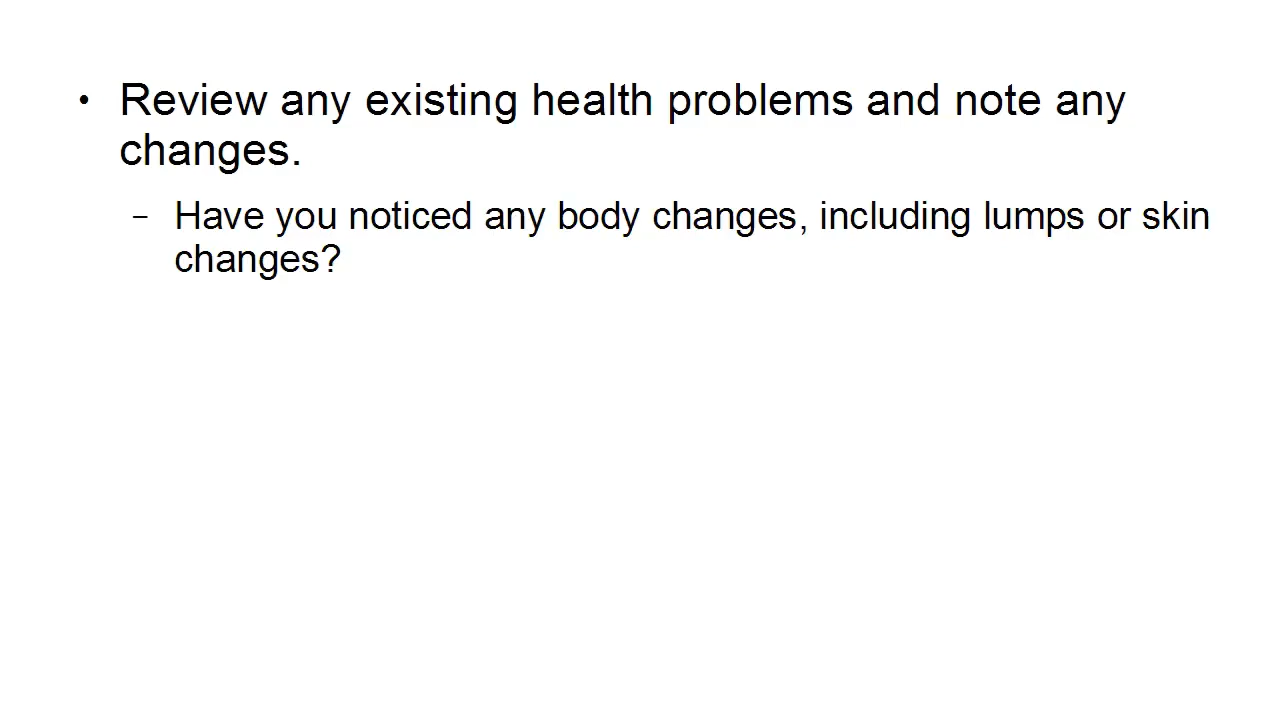 • Review any existing health problems and note any
changes.
– Have you noticed any body changes, including lumps or skin
changes?